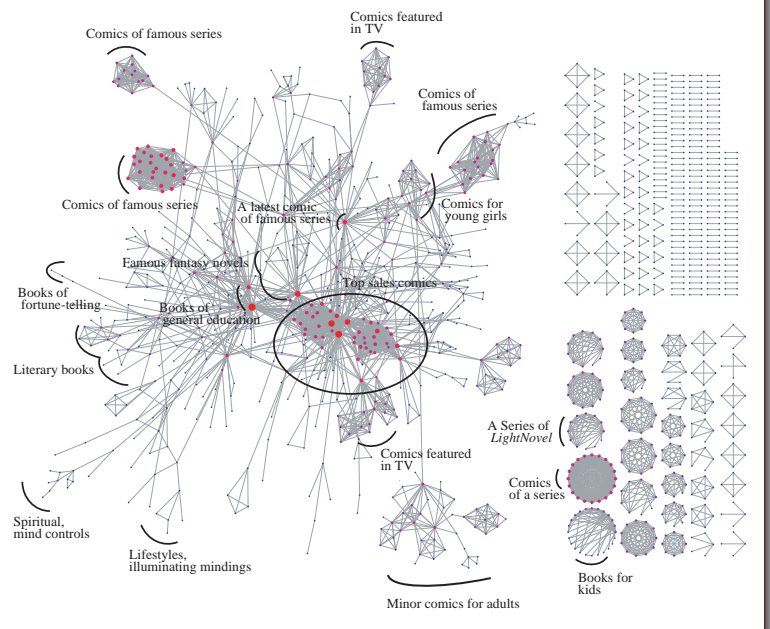 Comics featured
in TV
Comics of famous series
Comics of
famous series
Comics of famous series
A latest comic
of famous series
Comics for
young girls
Famous fantasy novels
Top sales comics
Books of
fortune-telling
Books of
general education
Literary books
A Series of
LightNovel
Comics featured
in TV
Comics
of a series
Spiritual,
mind controls
Lifestyles,
illuminating mindings
Books for
kids
Minor comics for adults